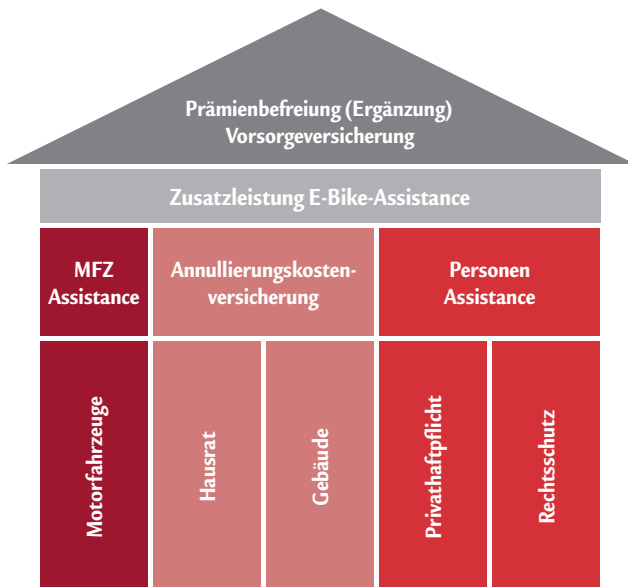 Prämienbefreiung (Ergänzung)
Vorsorgeversicherung
Zusatzleistung E-Bike-Assistance
MFZ
Assistance
Annullierungskosten-
versicherung
Personen
Assistance
Motorfahrzeuge
Hausrat
Gebäude
Privathaftpflicht
Rechtsschutz